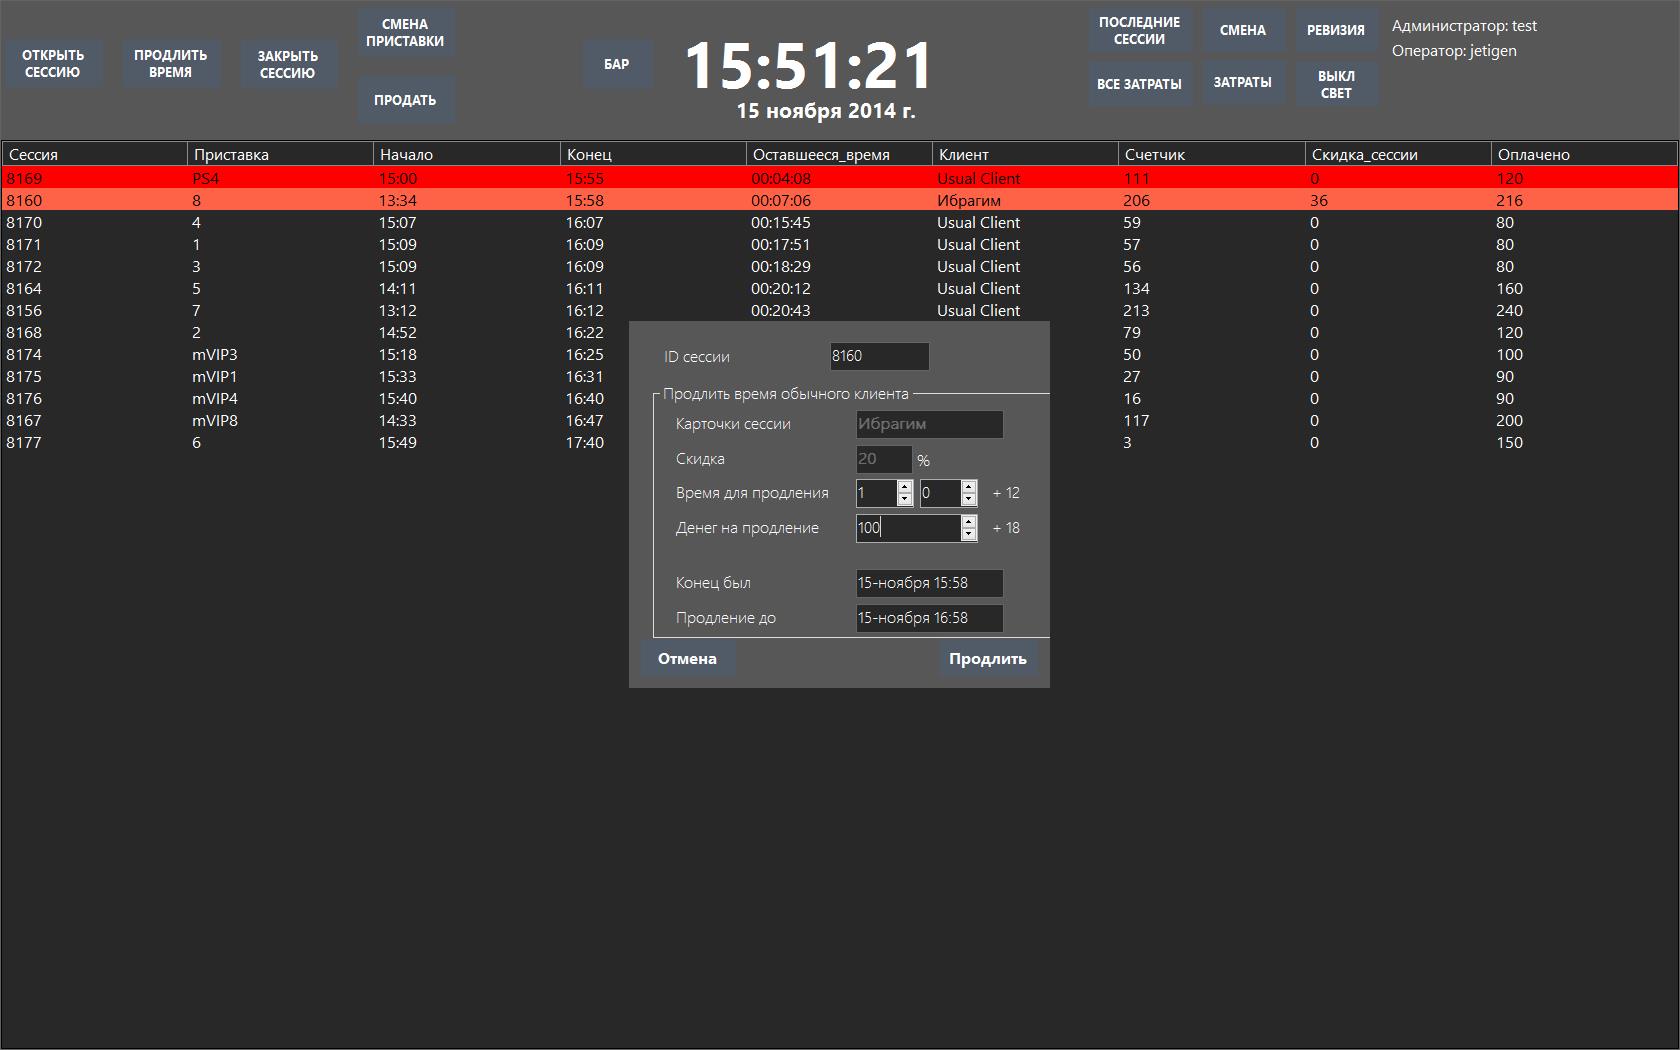 ОТКРЫТЬ
СЕССИЮ
ПРОДЛИТЬ
ВРЕМЯ
ЗАКРЫТЬ
СЕССИЮ
СМЕНА
ПРИСТАВКИ
ПРОДАТЬ
БАР
15:51:21
15 ноября 2014 г.
ПОСЛЕДНИЕ
СЕССИИ
СМЕНА
РЕВИЗИЯ
ВСЕ ЗАТРАТЫ
ЗАТРАТЫ
ВЫКЛ
СВЕТ
Администратор: test
Оператор: jetigen
Сессия Приставка Начало Конец Оставшееся_время Клиент Счетчик Скидка_сессии Оплачено
8169 PS4 15:00 15:55 00:04:08 Usual Client 111 0 120
8160 8 13:34 15:58 00:07:06 Ибрагим 206 36 216
8170 4 15:07 16:07 00:15:45 Usual Client 59 0 80
8171 1 15:09 16:09 00:17:51 Usual Client 57 0 80
8172 3 15:09 16:09 00:18:29 Usual Client 56 0 80
8164 5 14:11 16:11 00:20:12 Usual Client 134 0 160
8156 7 13:12 16:12 00:20:43 Usual Client 213 0 240
8168 2 14:52 16:22 79 0 120
8174 mVIP3 15:18 16:25 50 0 100
8175 mVIP1 15:33 16:31 27 0 90
8176 mVIP4 15:40 16:40 16 0 90
8167 mVIP8 14:33 16:47 117 0 200
8177 6 15:49 17:40 3 0 150
ID сессии 8160
Продлить время обычного клиента
Карточки сессии Ибрагим
Скидка 20 %
Время для продления 1 0 + 12
Денег на продление 100 + 18
Конец был 15-ноября 15:58
Продление до 15-ноября 16:58
Отмена Продлить